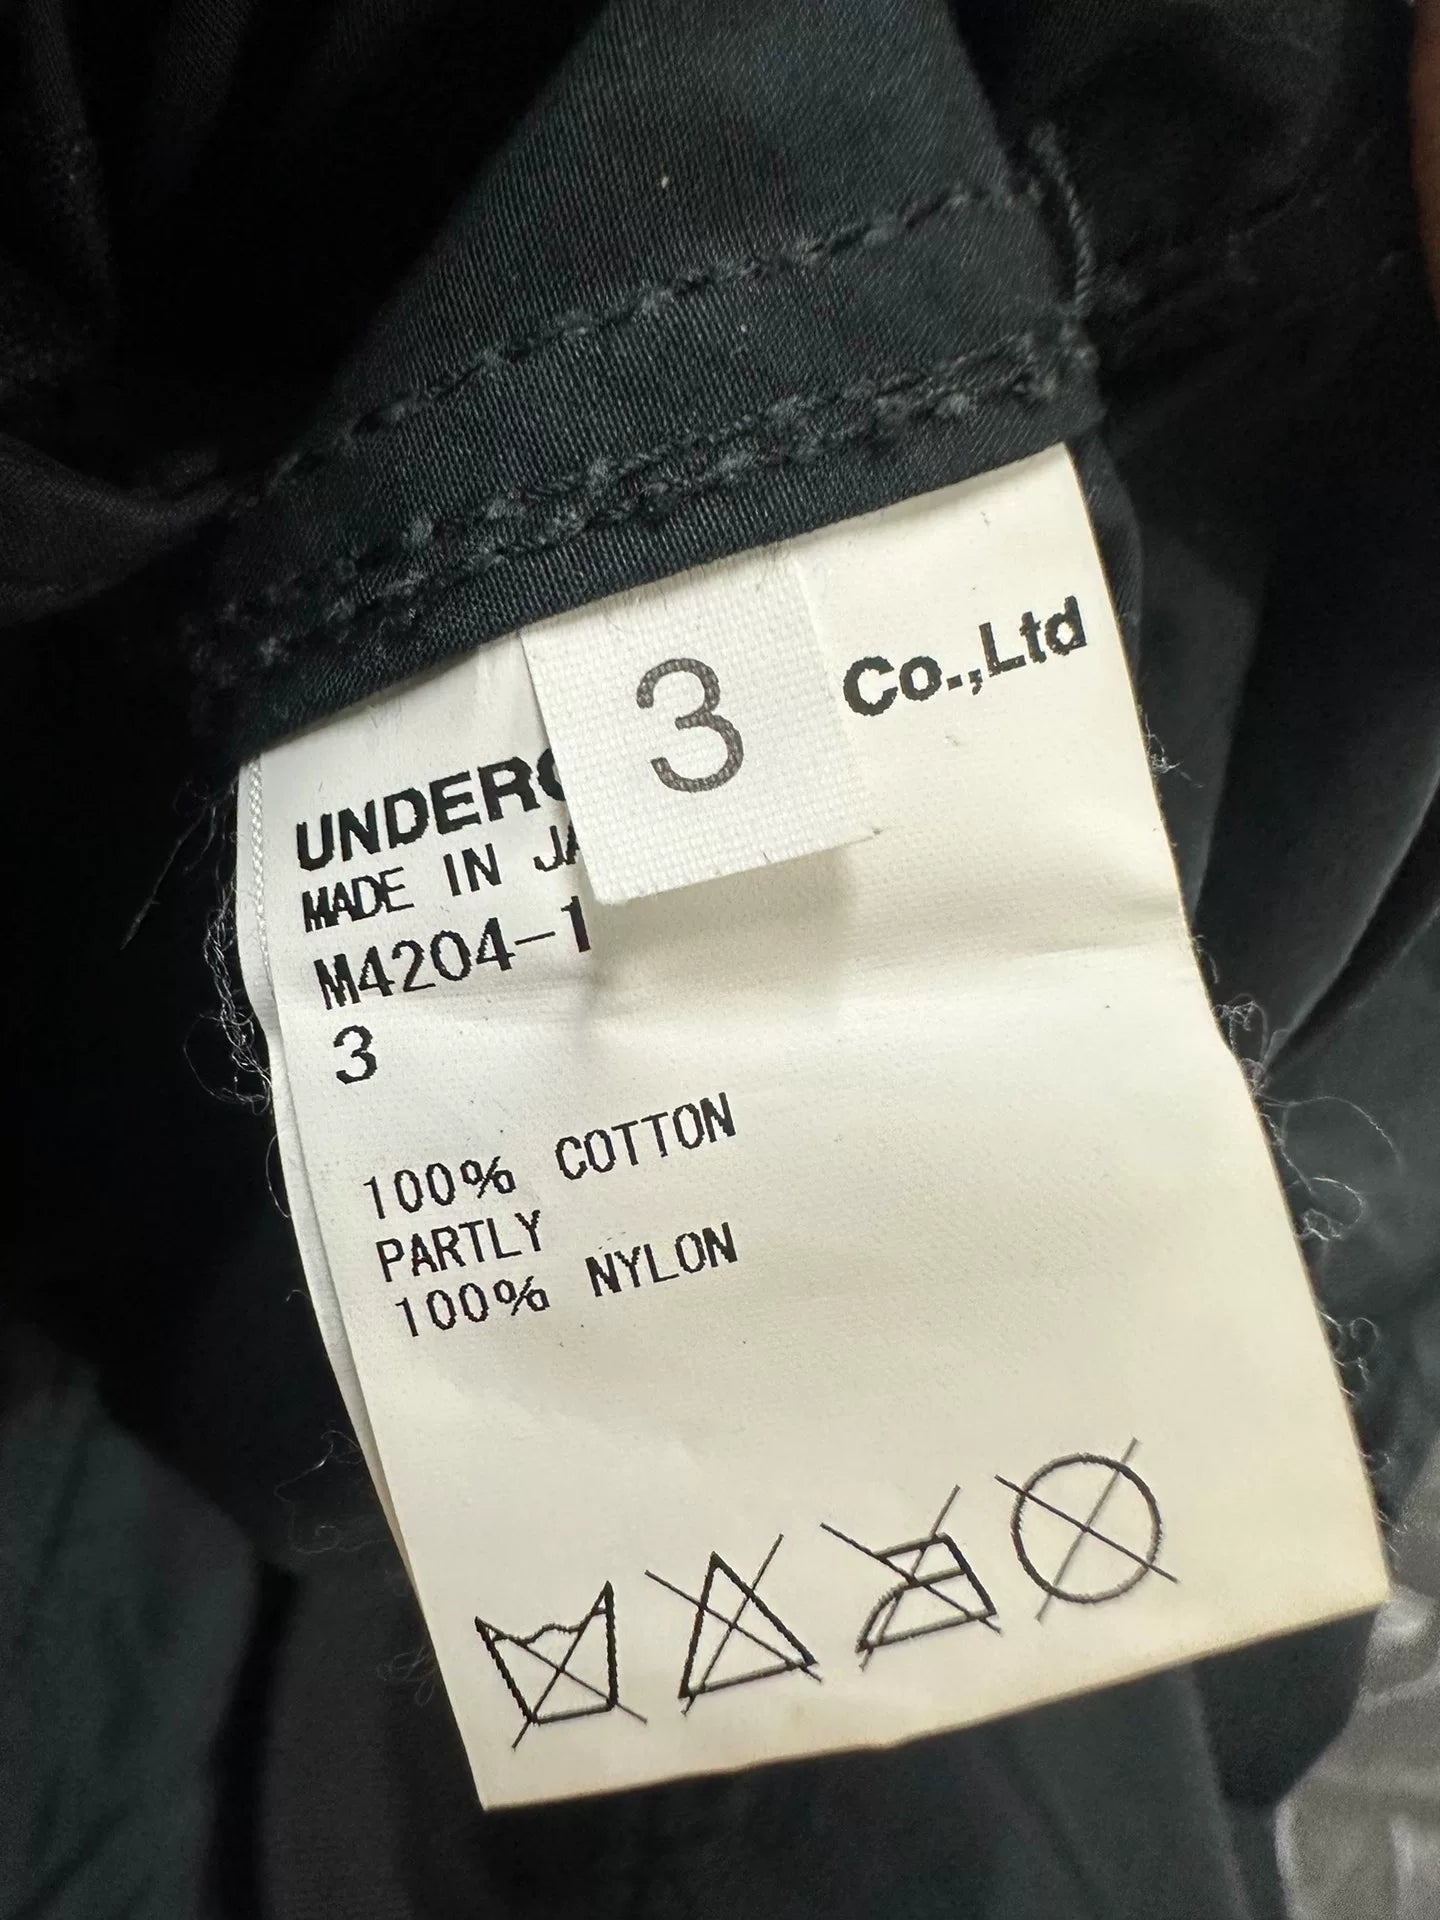 3
UNDERC Co.,Ltd
MADE IN JA
M4204-1
3
100% COTTON
PARTLY
100% NYLON